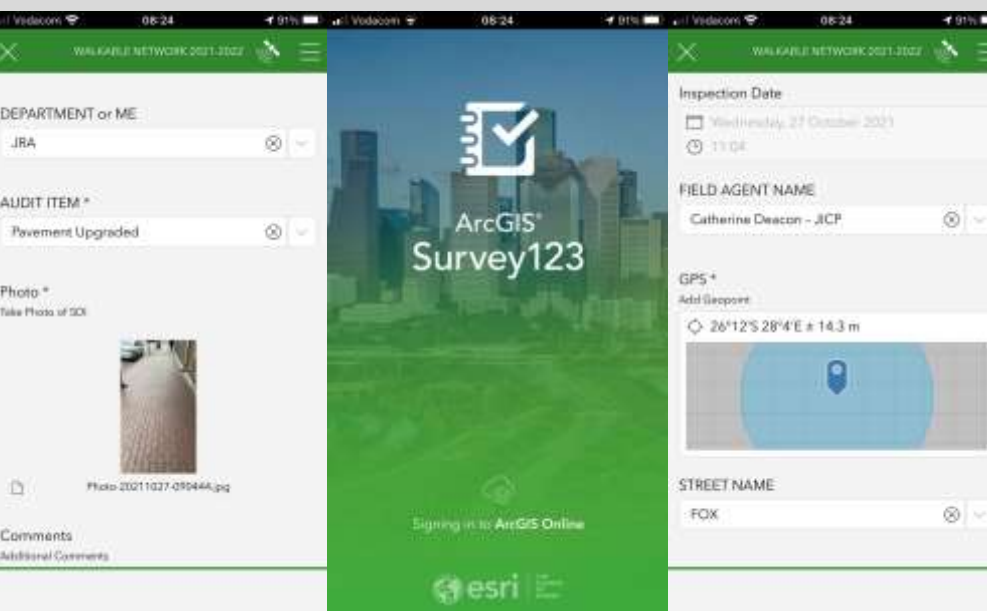 Vodacom 08:24 91%
WALKABLE NETWORK 2021-2022
DEPARTMENT or ME
JRA
AUDIT ITEM *
Pavement Upgraded
Photo *
Take Photo of SDI
Photo-20211027-090444.jpg
Comments
Additional Comments
Vodacom 08:24 91%
ArcGIS®
Survey123
Signing in to ArcGIS Online
esri
Vodacom 08:24 91%
WALKABLE NETWORK 2021-2022
Inspection Date
Wednesday, 27 October 2021
11:04
FIELD AGENT NAME
Catherine Deacon - JICP
GPS *
Add Geopoint
26°12'S 28°4'E ± 14.3 m
STREET NAME
FOX